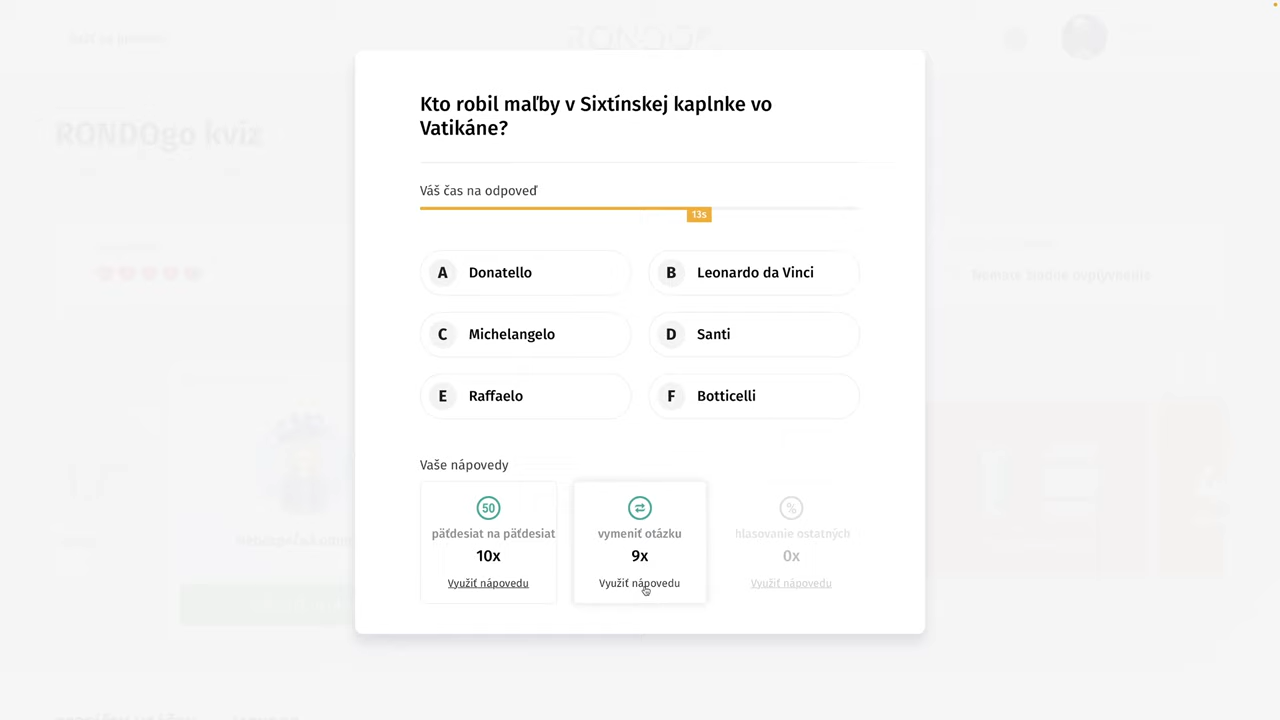 RONDOgo kvíz
Kto robil maľby v Sixtínskej kaplnke vo
Vatikáne?
Váš čas na odpoveď
13s
A Donatello
B Leonardo da Vinci
C Michelangelo
D Santi
E Raffaelo
F Botticelli
Vaše nápovedy
50
päťdesiat na päťdesiat
10x
Využiť nápovedu
vymeniť otázku
9x
Využiť nápovedu
%
hlasovanie ostatných
0x
Využiť nápovedu